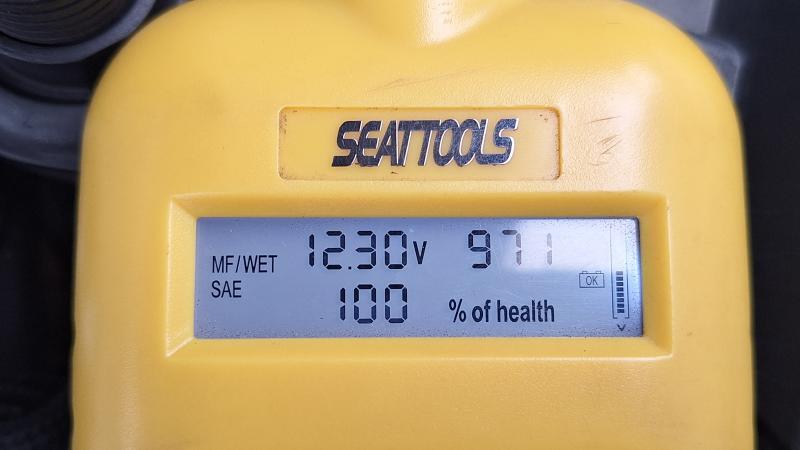 SEATTOOLS
MF/WET 12.30V 971
SAE OK
100 % of health